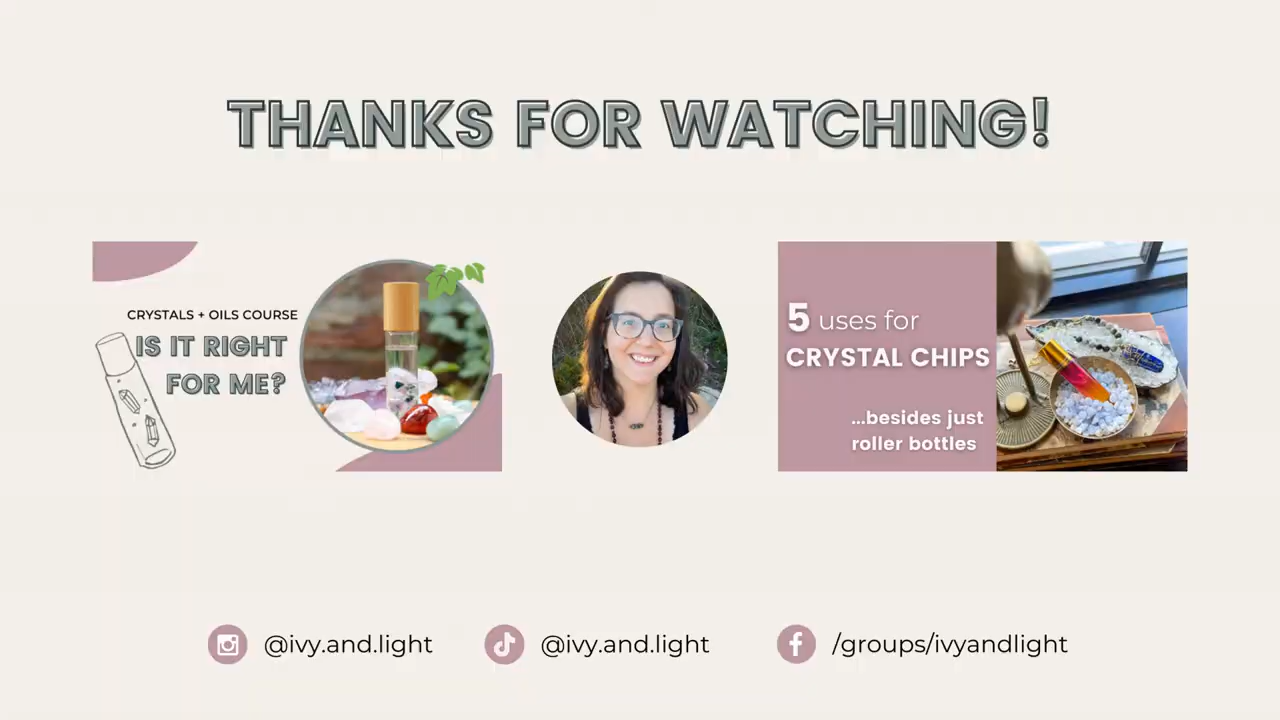 THANKS FOR WATCHING!
CRYSTALS + OILS COURSE
IS IT RIGHT
FOR ME?
5 uses for
CRYSTAL CHIPS
...besides just
roller bottles
@ivy.and.light
@ivy.and.light
/groups/ivyandlight